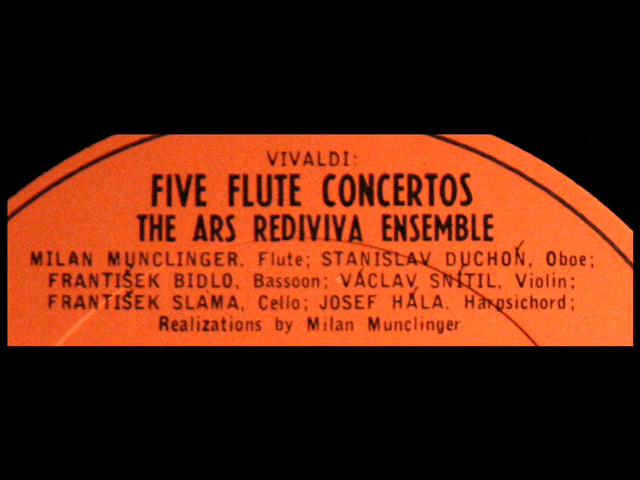 VIVALDI:
FIVE FLUTE CONCERTOS
THE ARS REDIVIVA ENSEMBLE
MILAN MUNCLINGER, Flute; STANISLAV DUCHOŃ, Oboe;
FRANTIŠEK BIDLO, Bassoon; VÁCLAV SNÍTIL, Violin;
FRANTIŠEK SLÁMA, Cello; JOSEF HÁLA, Harpsichord;
Realizations by Milan Munclinger